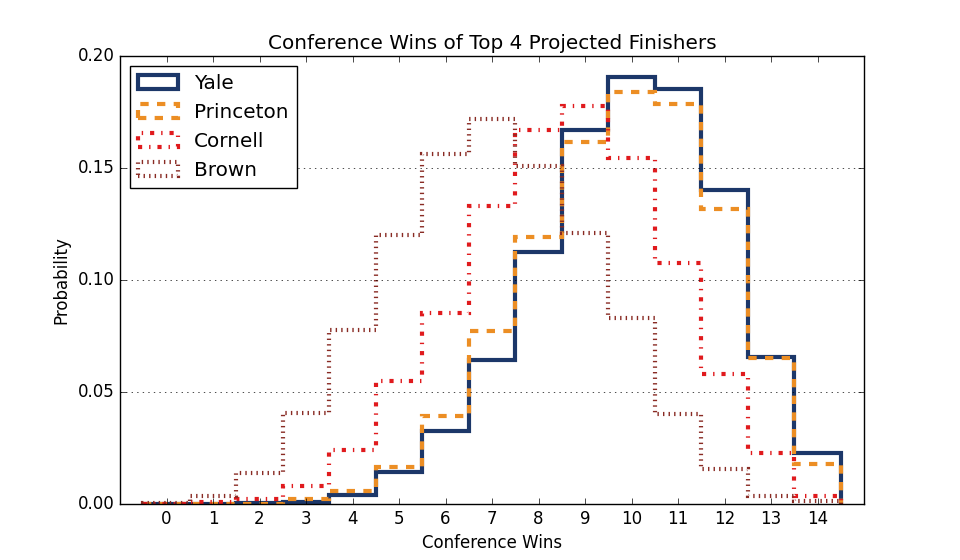 Conference Wins of Top 4 Projected Finishers
0.20
0.15
0.10
0.05
0.00
Probability
Yale
Princeton
Cornell
Brown
0 1 2 3 4 5 6 7 8 9 10 11 12 13 14
Conference Wins